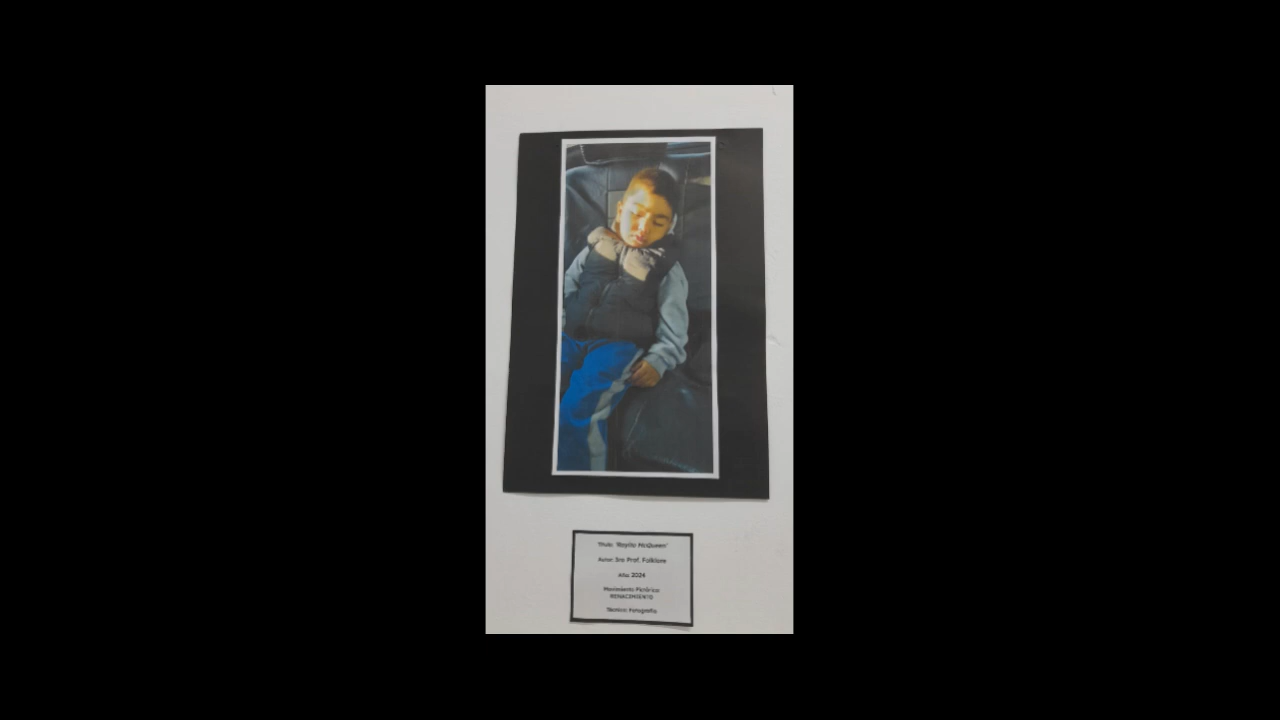 Título: "Rayito McQueen"
Autor: 3ro Prof. Folklore
Año: 2024
Movimiento Pictórico:
RENACIMIENTO
Técnica: Fotografía